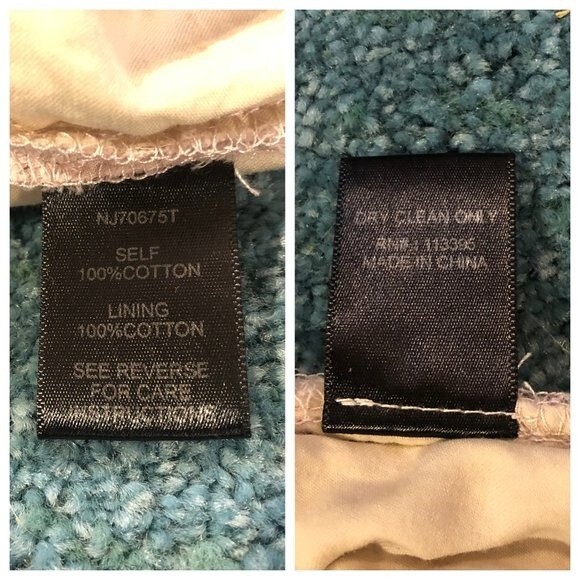 NJ70675T
SELF
100%COTTON
LINING
100%COTTON
SEE REVERSE
FOR CARE
INSTRUCTIONS
DRY CLEAN ONLY
RN#: 113395
MADE IN CHINA